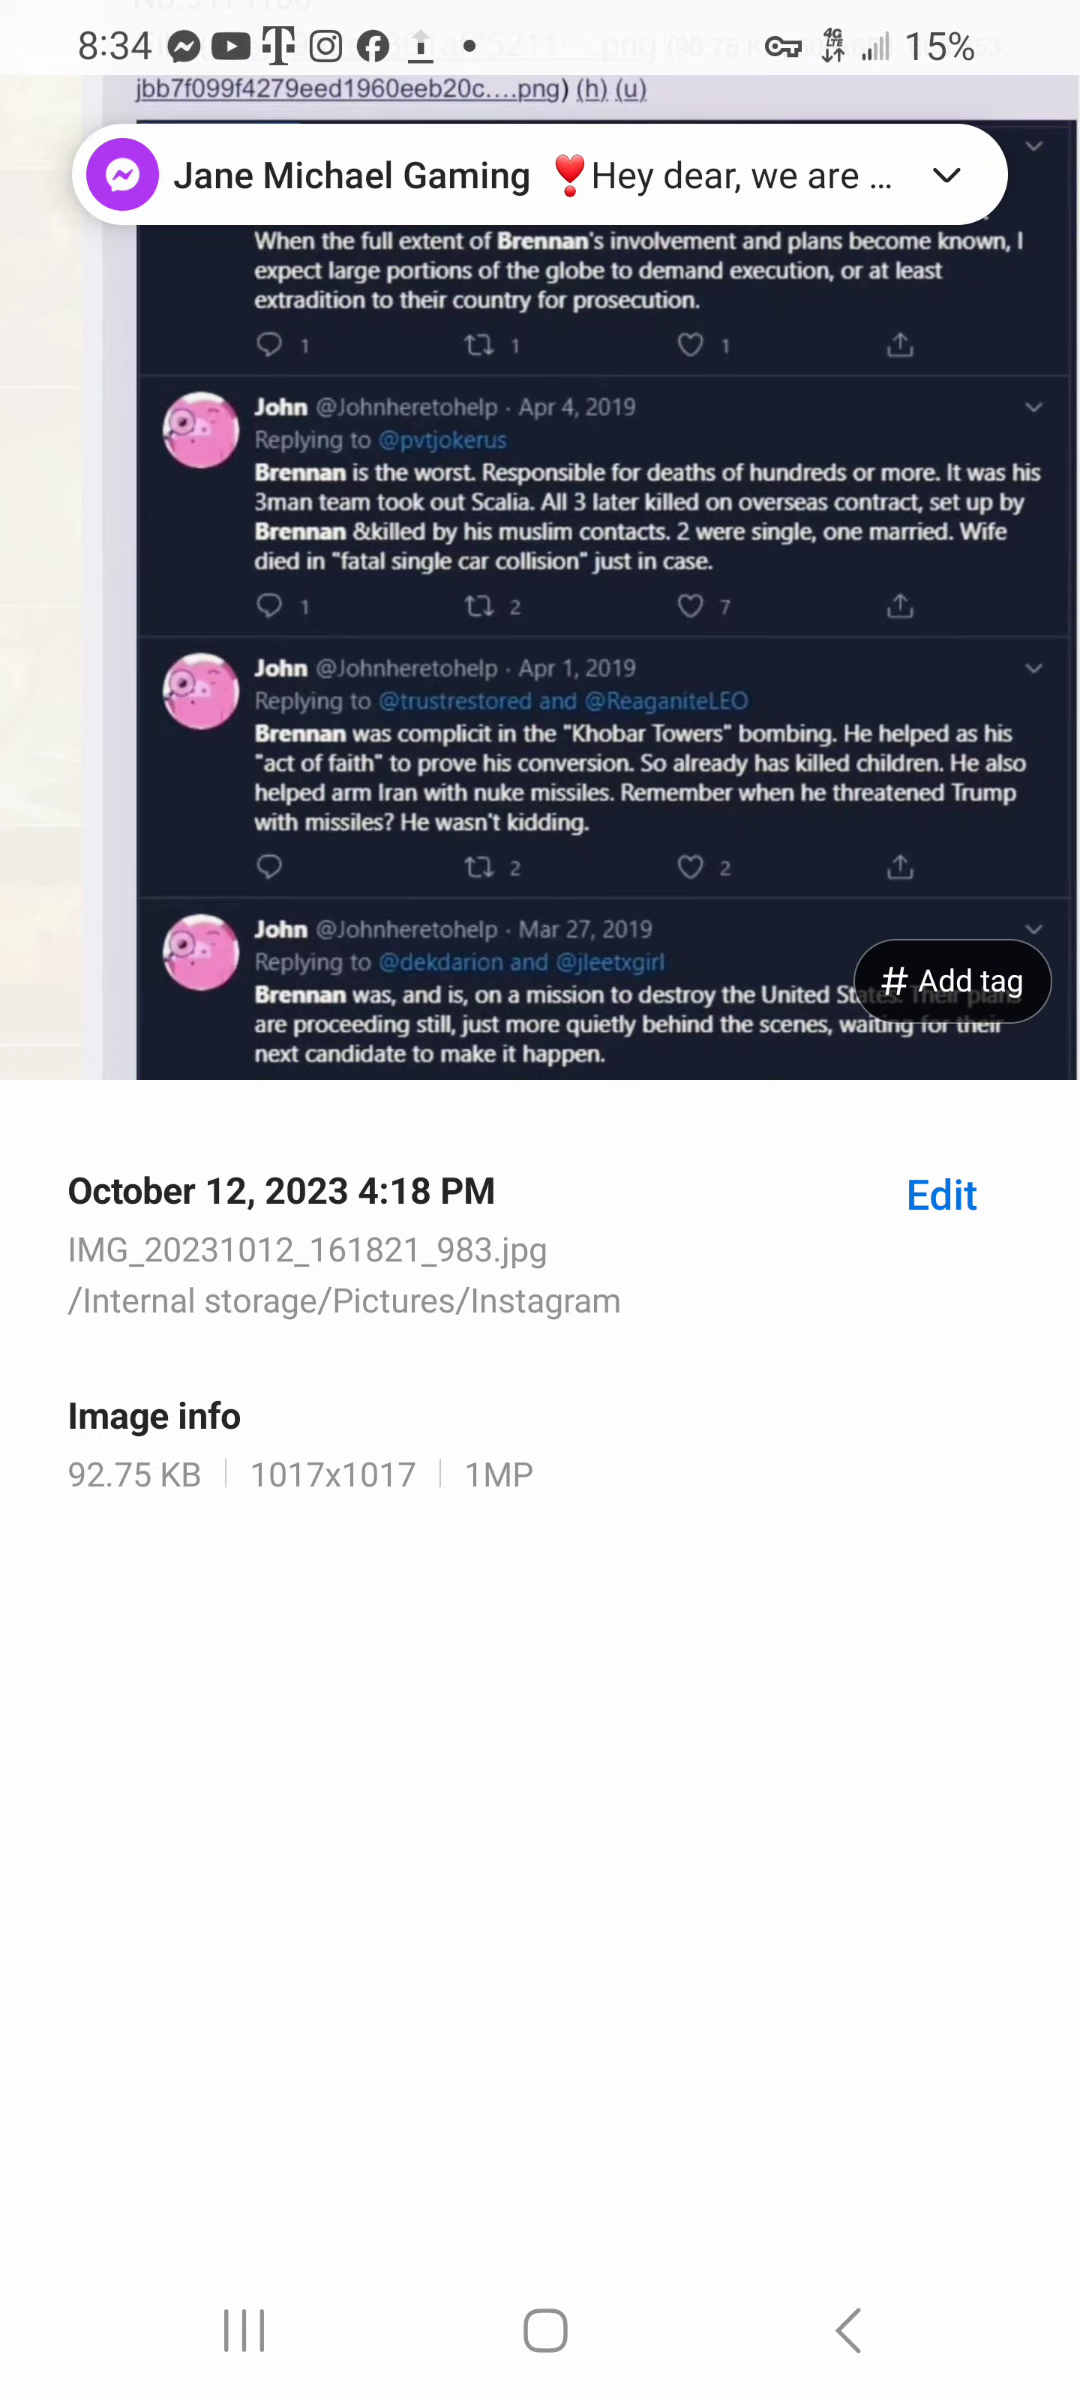 8:34
15%
jbb7f099f4279eed1960eeb20c....png) (h) (u)
Jane Michael Gaming ❣️Hey dear, we are ...
When the full extent of Brennan's involvement and plans become known, I
expect large portions of the globe to demand execution, or at least
extradition to their country for prosecution.
1 1 1
John @Johnheretohelp · Apr 4, 2019
Replying to @pvtjokerus
Brennan is the worst. Responsible for deaths of hundreds or more. It was his
3man team took out Scalia. All 3 later killed on overseas contract, set up by
Brennan &killed by his muslim contacts. 2 were single, one married. Wife
died in "fatal single car collision" just in case.
1 2 7
John @Johnheretohelp · Apr 1, 2019
Replying to @trustrestored and @ReaganiteLEO
Brennan was complicit in the "Khobar Towers" bombing. He helped as his
"act of faith" to prove his conversion. So already has killed children. He also
helped arm Iran with nuke missiles. Remember when he threatened Trump
with missiles? He wasn't kidding.
2 2
John @Johnheretohelp · Mar 27, 2019
Replying to @dekdarion and @jleetxgirl
# Add tag
Brennan was, and is, on a mission to destroy the United States. Their plans
are proceeding still, just more quietly behind the scenes, waiting for their
next candidate to make it happen.
October 12, 2023 4:18 PM
Edit
IMG_20231012_161821_983.jpg
/Internal storage/Pictures/Instagram
Image info
92.75 KB | 1017x1017 | 1MP